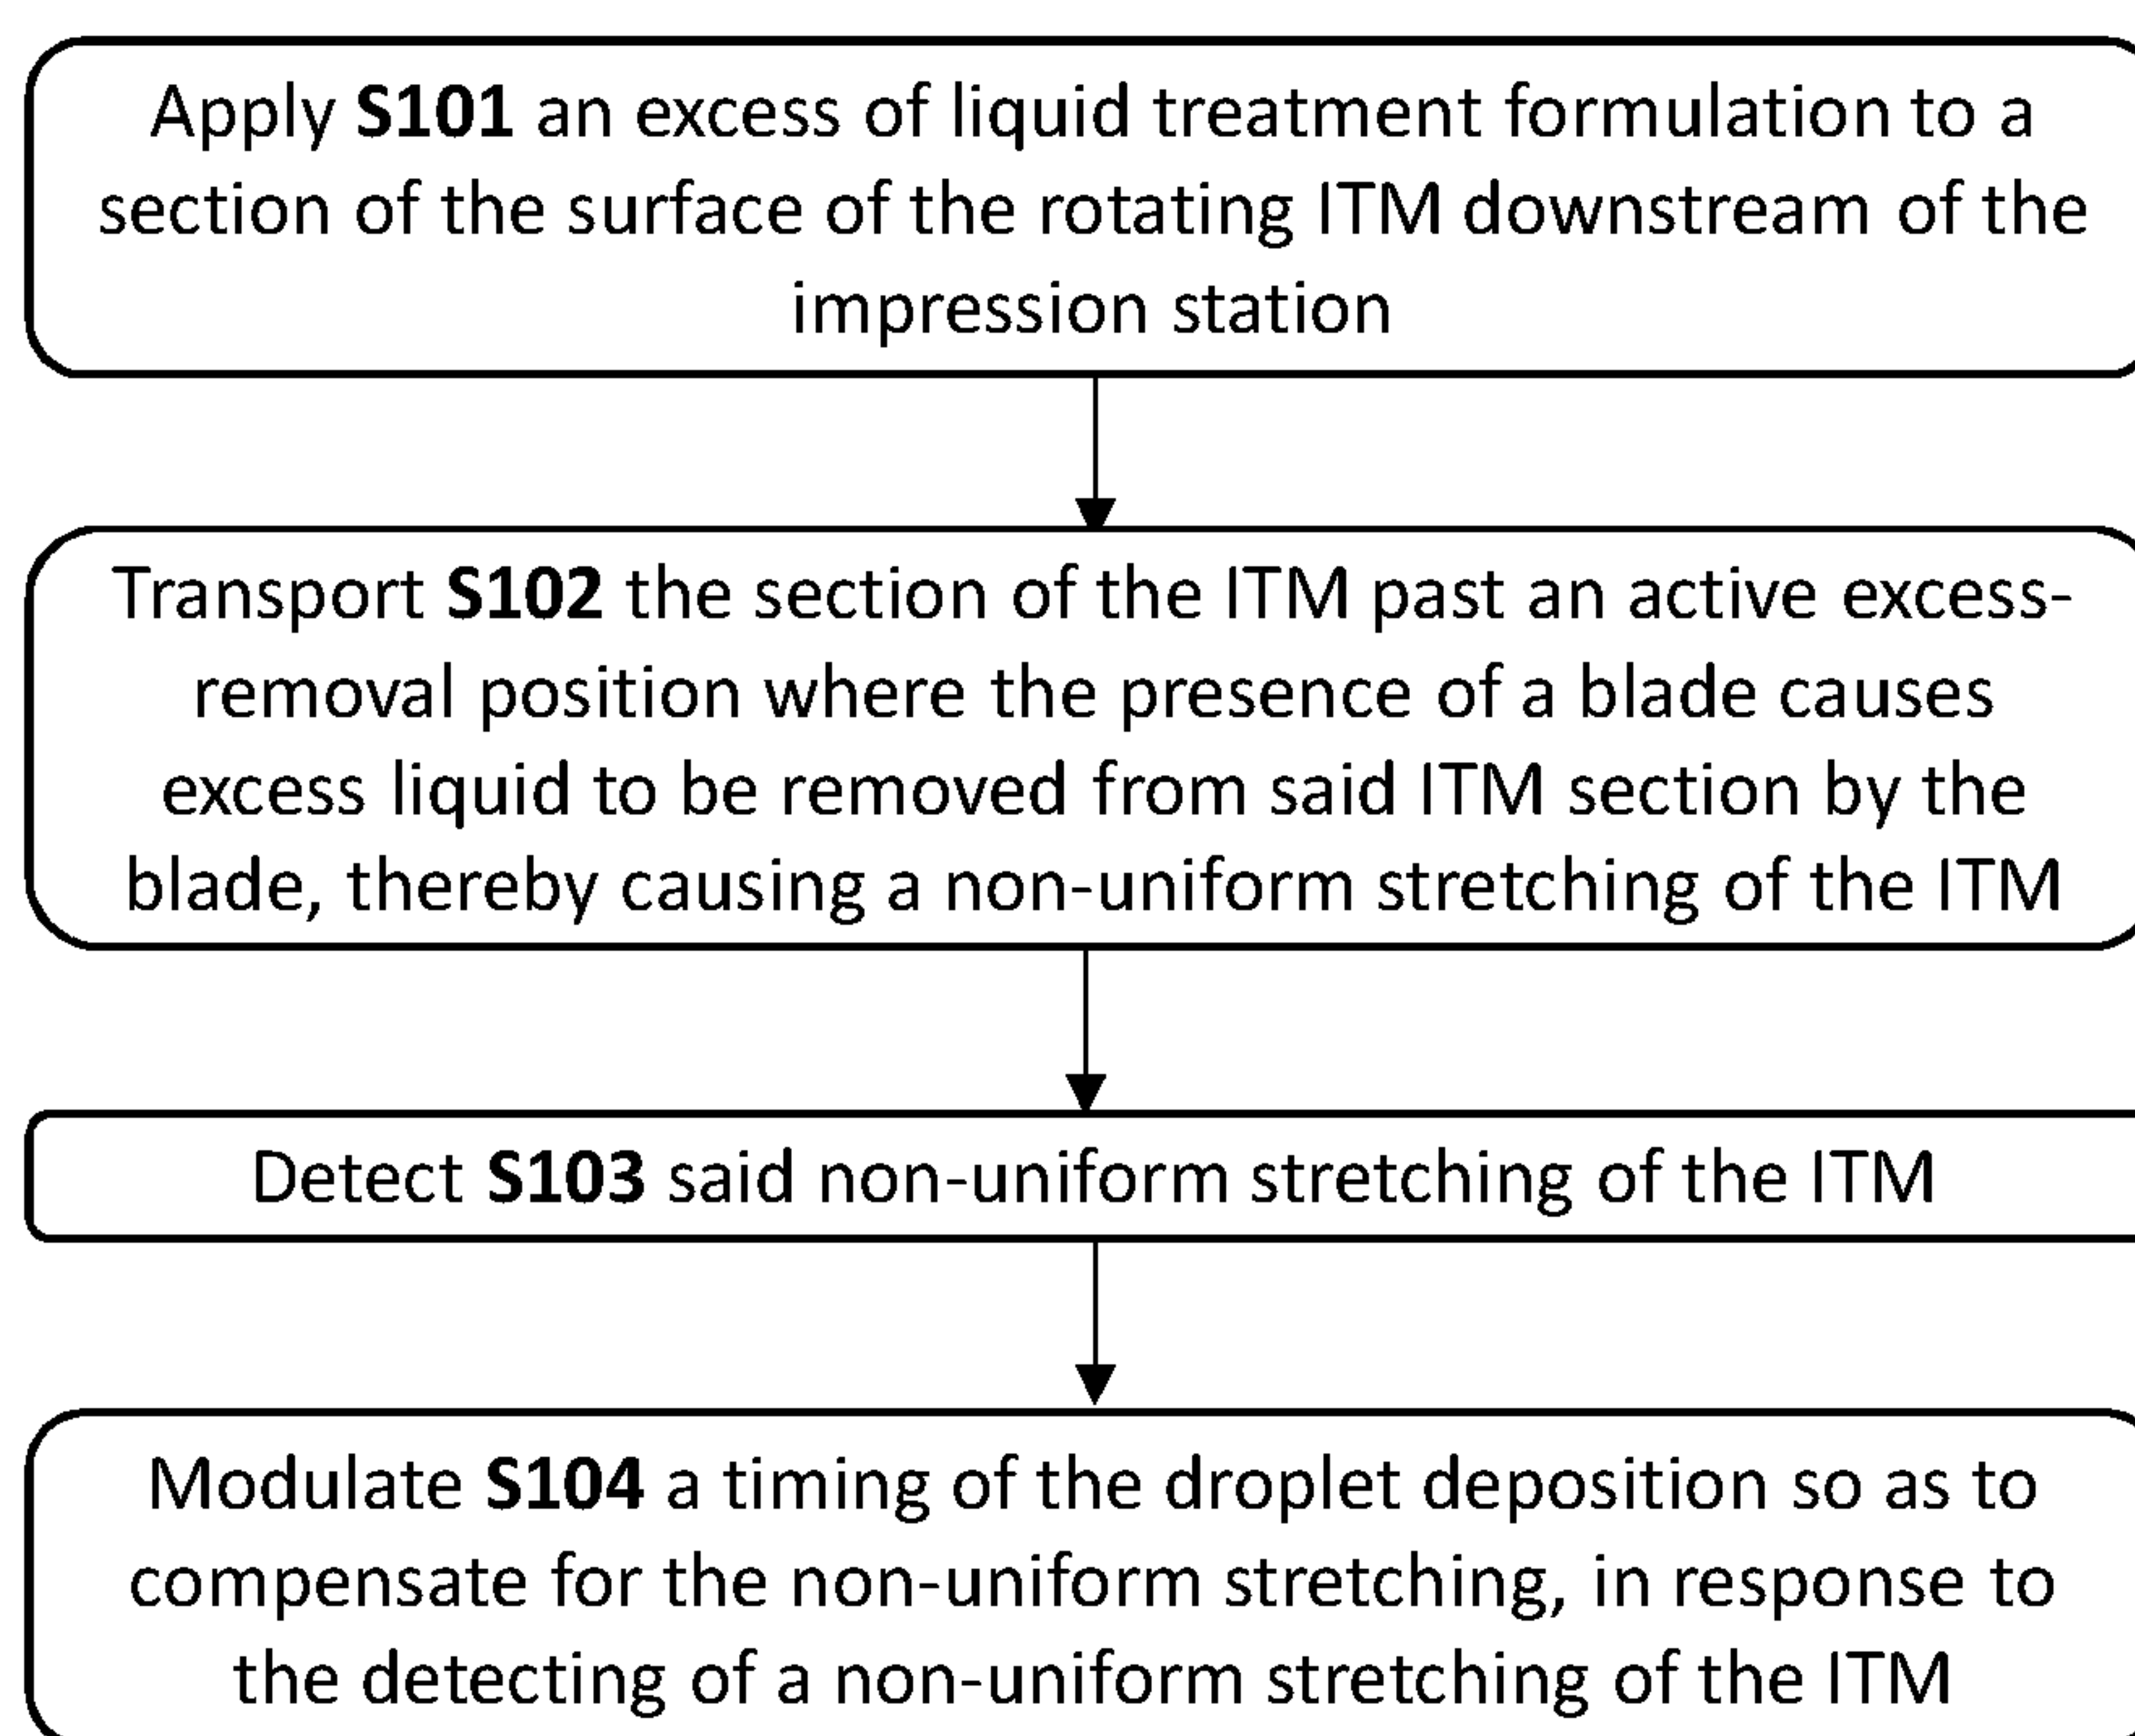 Apply S101 an excess of liquid treatment formulation to a
section of the surface of the rotating ITM downstream of the
impression station
Transport S102 the section of the ITM past an active excess-
removal position where the presence of a blade causes
excess liquid to be removed from said ITM section by the
blade, thereby causing a non-uniform stretching of the ITM
Detect S103 said non-uniform stretching of the ITM
Modulate S104 a timing of the droplet deposition so as to
compensate for the non-uniform stretching, in response to
the detecting of a non-uniform stretching of the ITM